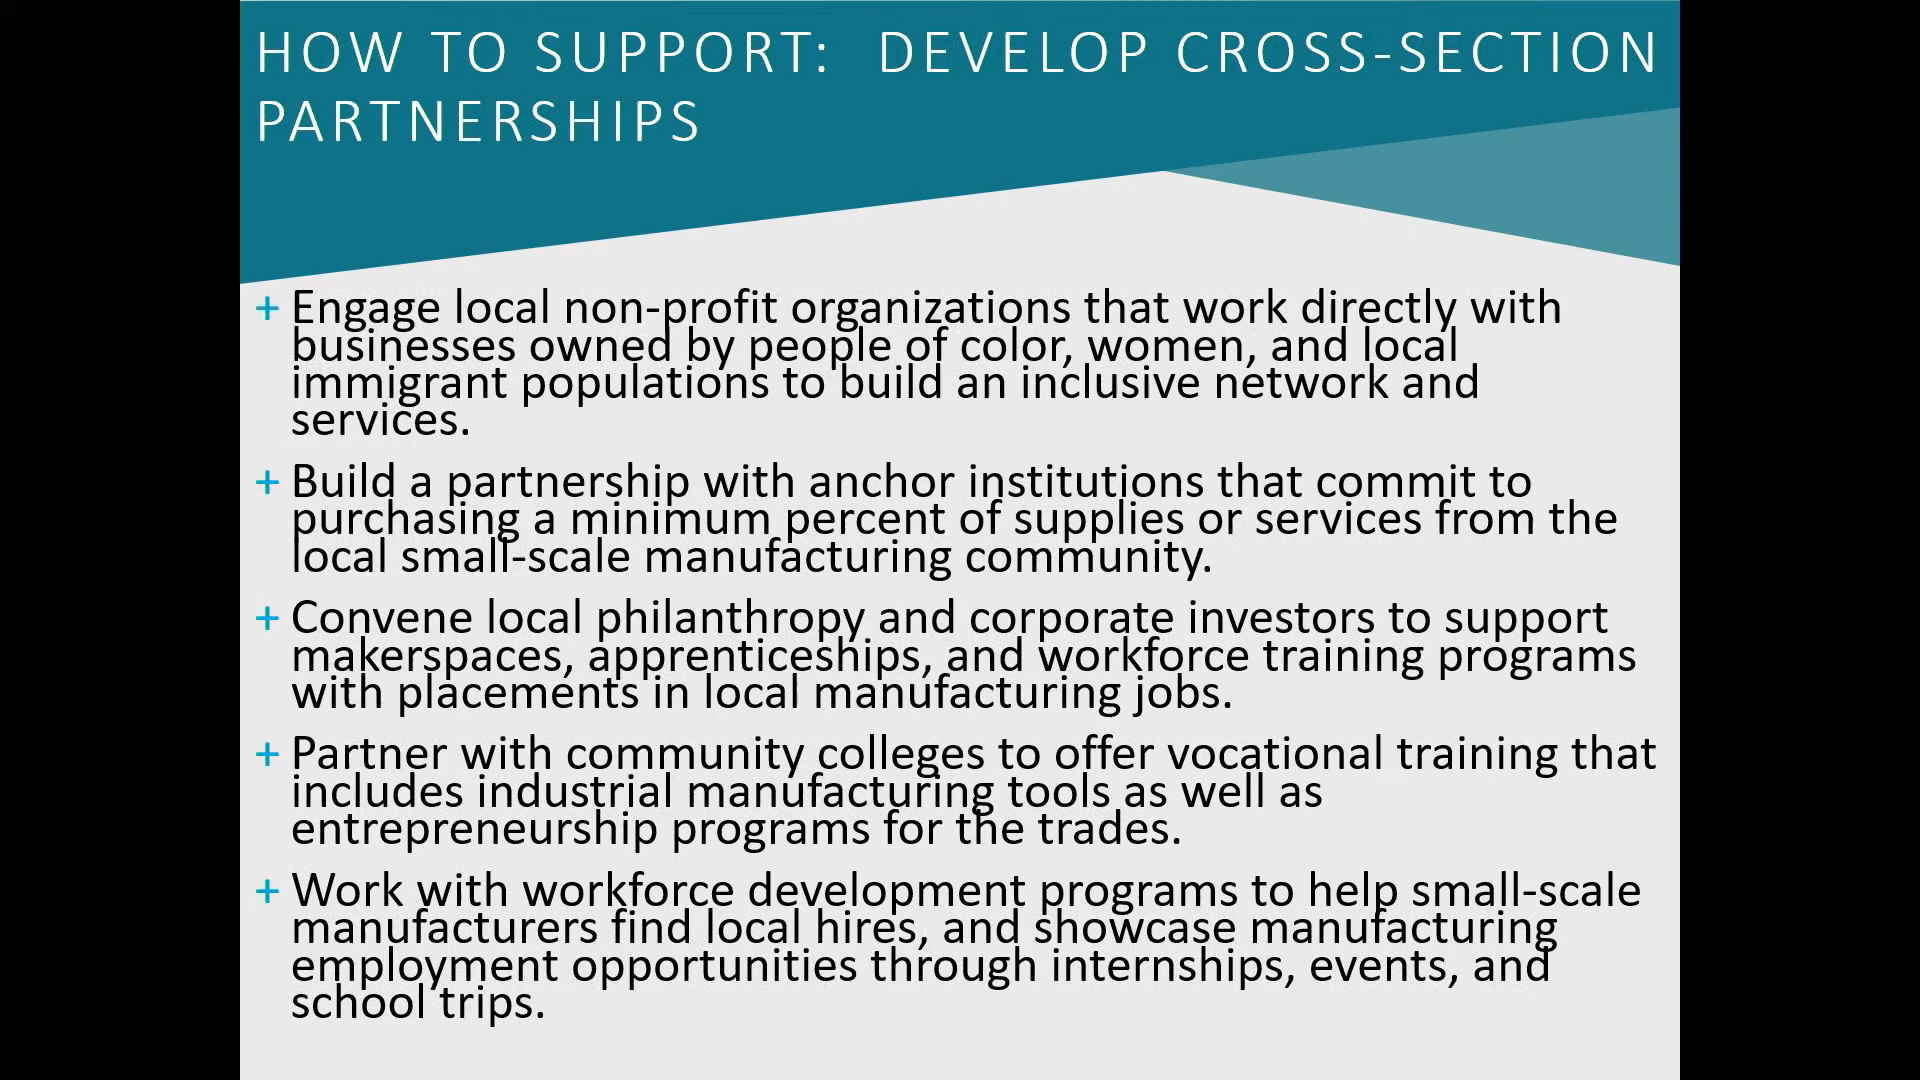 HOW TO SUPPORT: DEVELOP CROSS-SECTION
PARTNERSHIPS
+ Engage local non-profit organizations that work directly with
businesses owned by people of color, women, and local
immigrant populations to build an inclusive network and
services.
+ Build a partnership with anchor institutions that commit to
purchasing a minimum percent of supplies or services from the
local small-scale manufacturing community.
+ Convene local philanthropy and corporate investors to support
makerspaces, apprenticeships, and workforce training programs
with placements in local manufacturing jobs.
+ Partner with community colleges to offer vocational training that
includes industrial manufacturing tools as well as
entrepreneurship programs for the trades.
+ Work with workforce development programs to help small-scale
manufacturers find local hires, and showcase manufacturing
employment opportunities through internships, events, and
school trips.